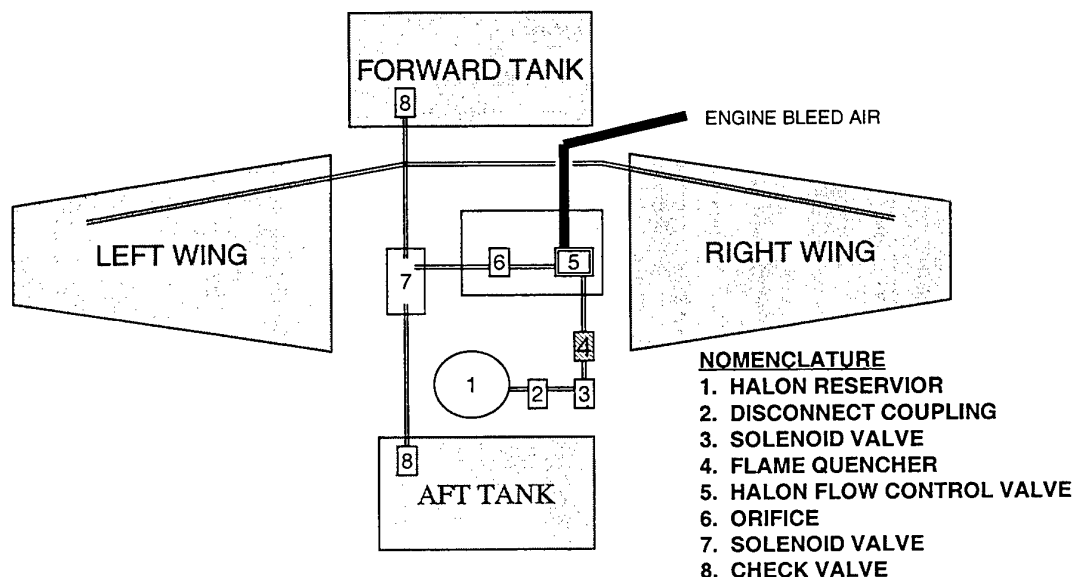 FORWARD TANK
8
ENGINE BLEED AIR
LEFT WING
RIGHT WING
7
6
5
4
1
2
3
8
AFT TANK
NOMENCLATURE
1. HALON RESERVIOR
2. DISCONNECT COUPLING
3. SOLENOID VALVE
4. FLAME QUENCHER
5. HALON FLOW CONTROL VALVE
6. ORIFICE
7. SOLENOID VALVE
8. CHECK VALVE